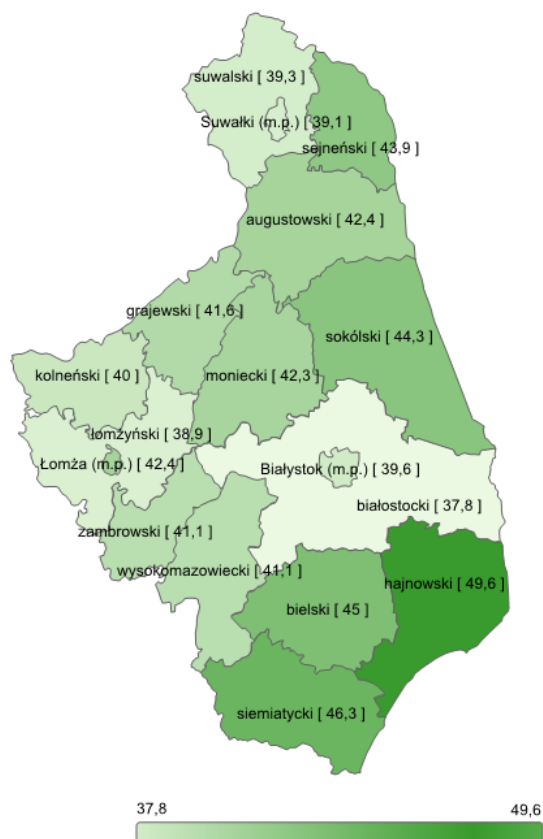 suwalski [ 39,3 ]
Suwałki (m.p.) [ 39,1 ]
sejneński [ 43,9 ]
augustowski [ 42,4 ]
grajewski [ 41,6 ]
sokólski [ 44,3 ]
kolneński [ 40 ]
moniecki [ 42,3 ]
łomżyński [ 38,9 ]
Łomża (m.p.) [ 42,4 ]
Białystok (m.p.) [ 39,6 ]
białostocki [ 37,8 ]
zambrowski [ 41,1 ]
wysokomazowiecki [ 41,1 ]
hajnowski [ 49,6 ]
bielski [ 45 ]
siemiatycki [ 46,3 ]
37,8 49,6